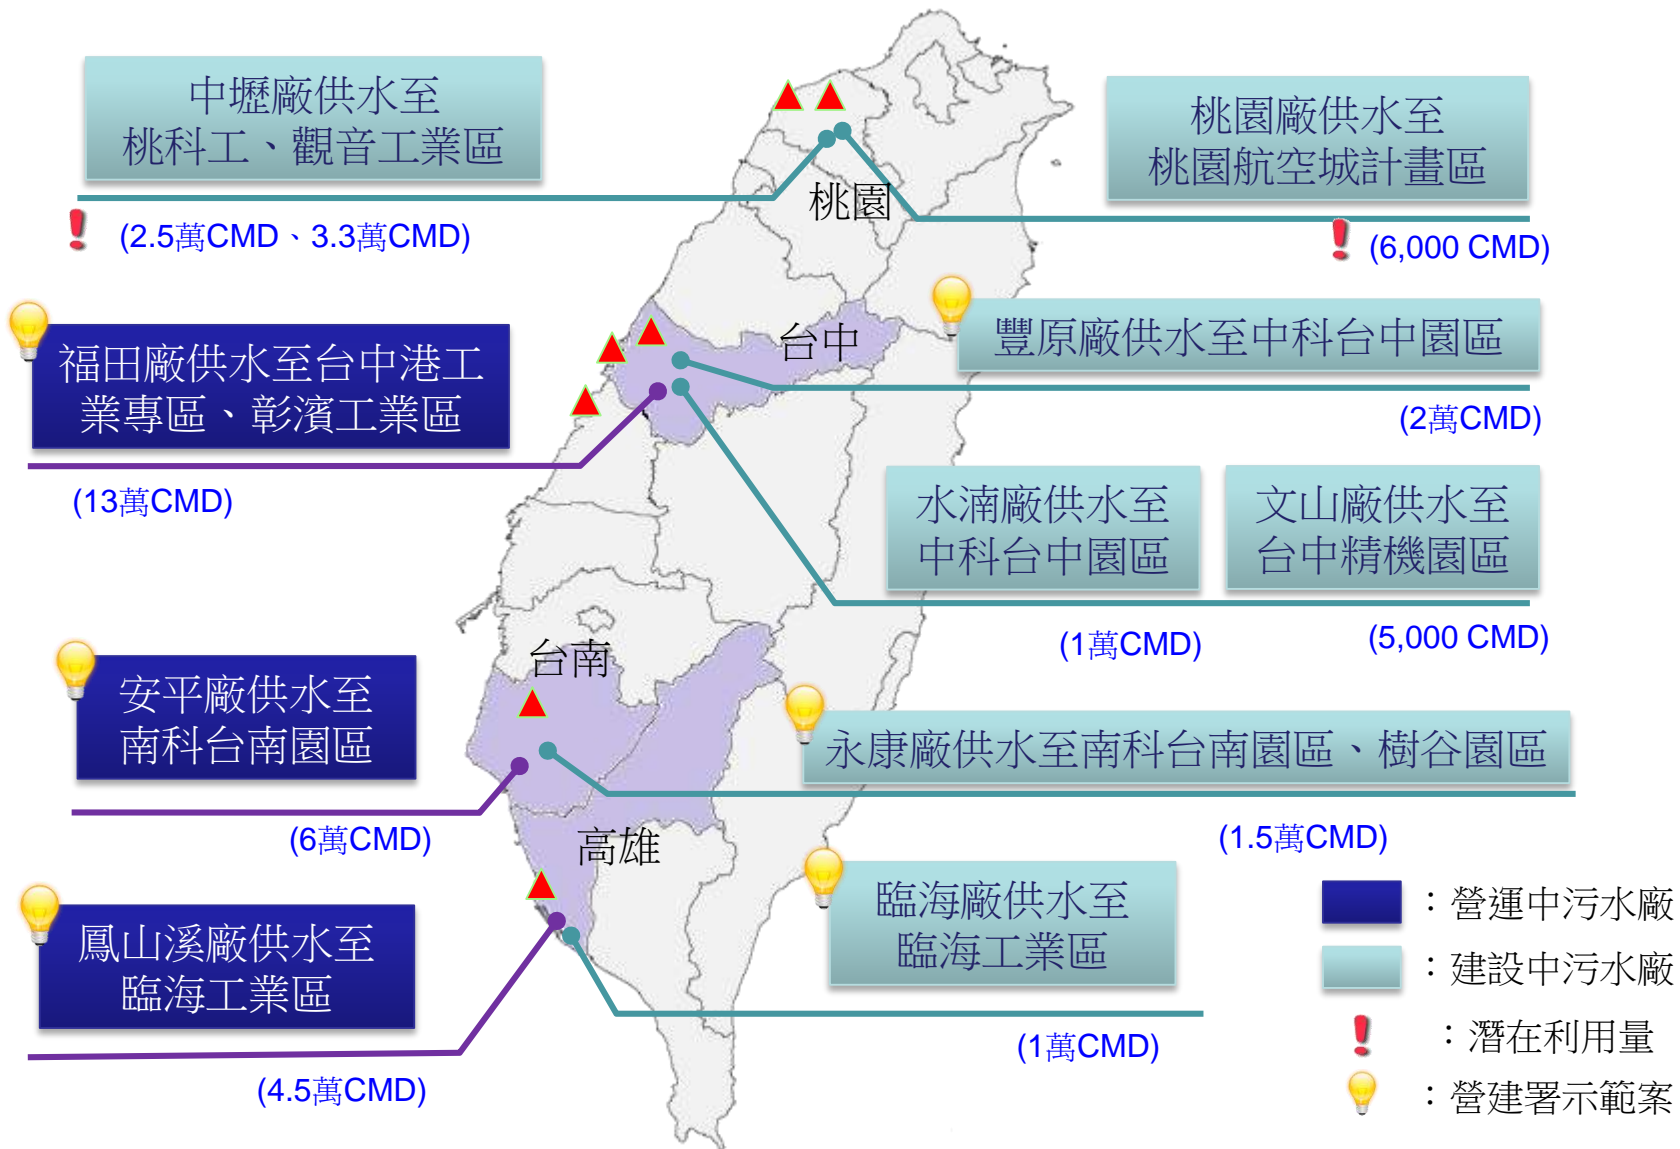 中壢廠供水至
桃科工、觀音工業區
(2.5萬CMD、3.3萬CMD)
桃園廠供水至
桃園航空城計畫區
(6,000 CMD)
桃園
福田廠供水至台中港工
業專區、彰濱工業區
(13萬CMD)
台中
豐原廠供水至中科台中園區
(2萬CMD)
水湳廠供水至
中科台中園區
(1萬CMD)
文山廠供水至
台中精機園區
(5,000 CMD)
台南
安平廠供水至
南科台南園區
(6萬CMD)
永康廠供水至南科台南園區、樹谷園區
(1.5萬CMD)
高雄
鳳山溪廠供水至
臨海工業區
(4.5萬CMD)
臨海廠供水至
臨海工業區
(1萬CMD)
：營運中污水廠
：建設中污水廠
：潛在利用量
：營建署示範案